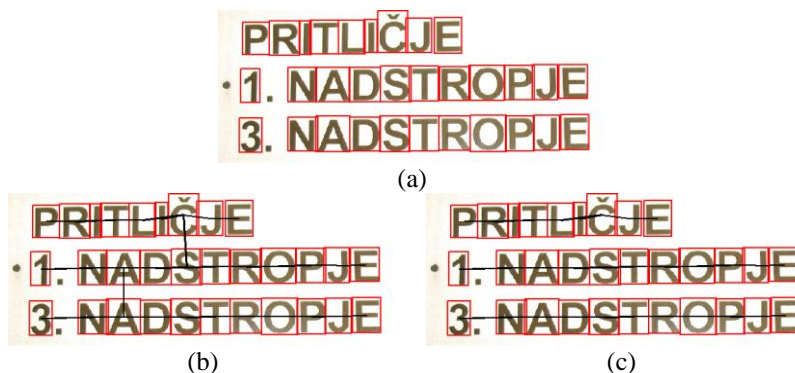 PRITLIČJE
1. NADSTROPJE
3. NADSTROPJE
(a)
PRITLIČJE
1. NADSTROPJE
3. NADSTROPJE
(b)
PRITLIČJE
1. NADSTROPJE
3. NADSTROPJE
(c)